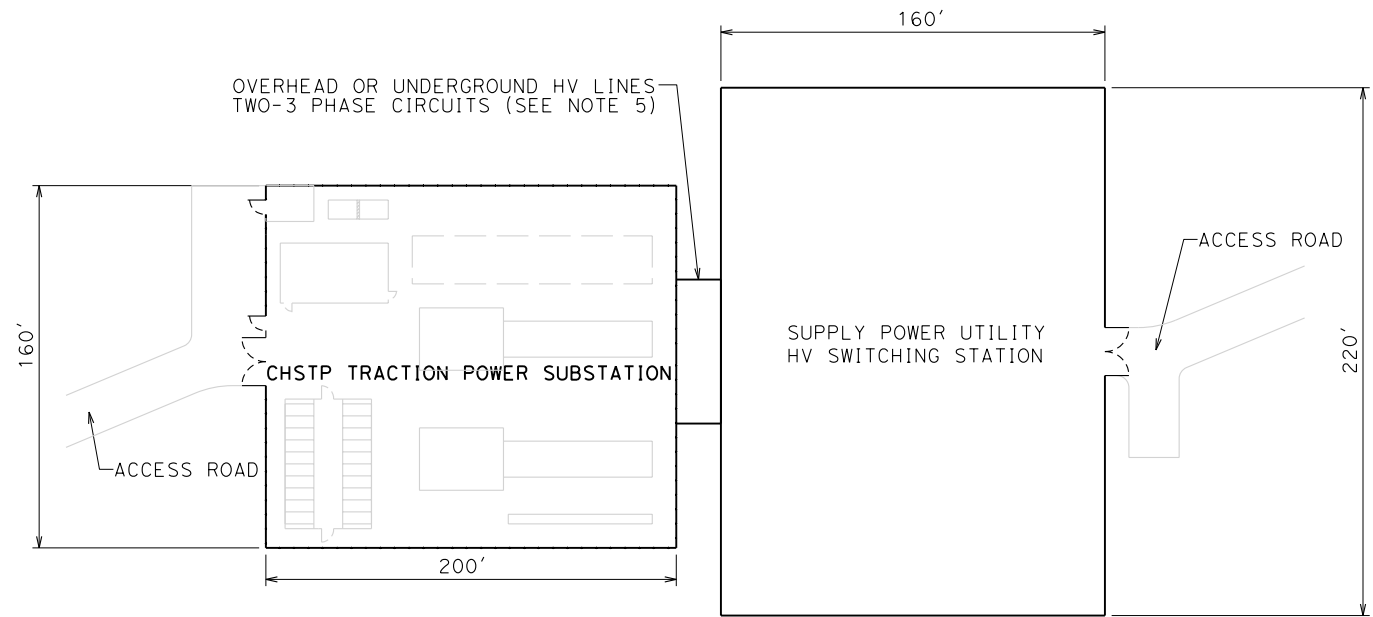 160′
OVERHEAD OR UNDERGROUND HV LINES
TWO-3 PHASE CIRCUITS (SEE NOTE 5)
ACCESS ROAD
160′
SUPPLY POWER UTILITY
HV SWITCHING STATION
220′
CHSTP TRACTION POWER SUBSTATION
ACCESS ROAD
200′